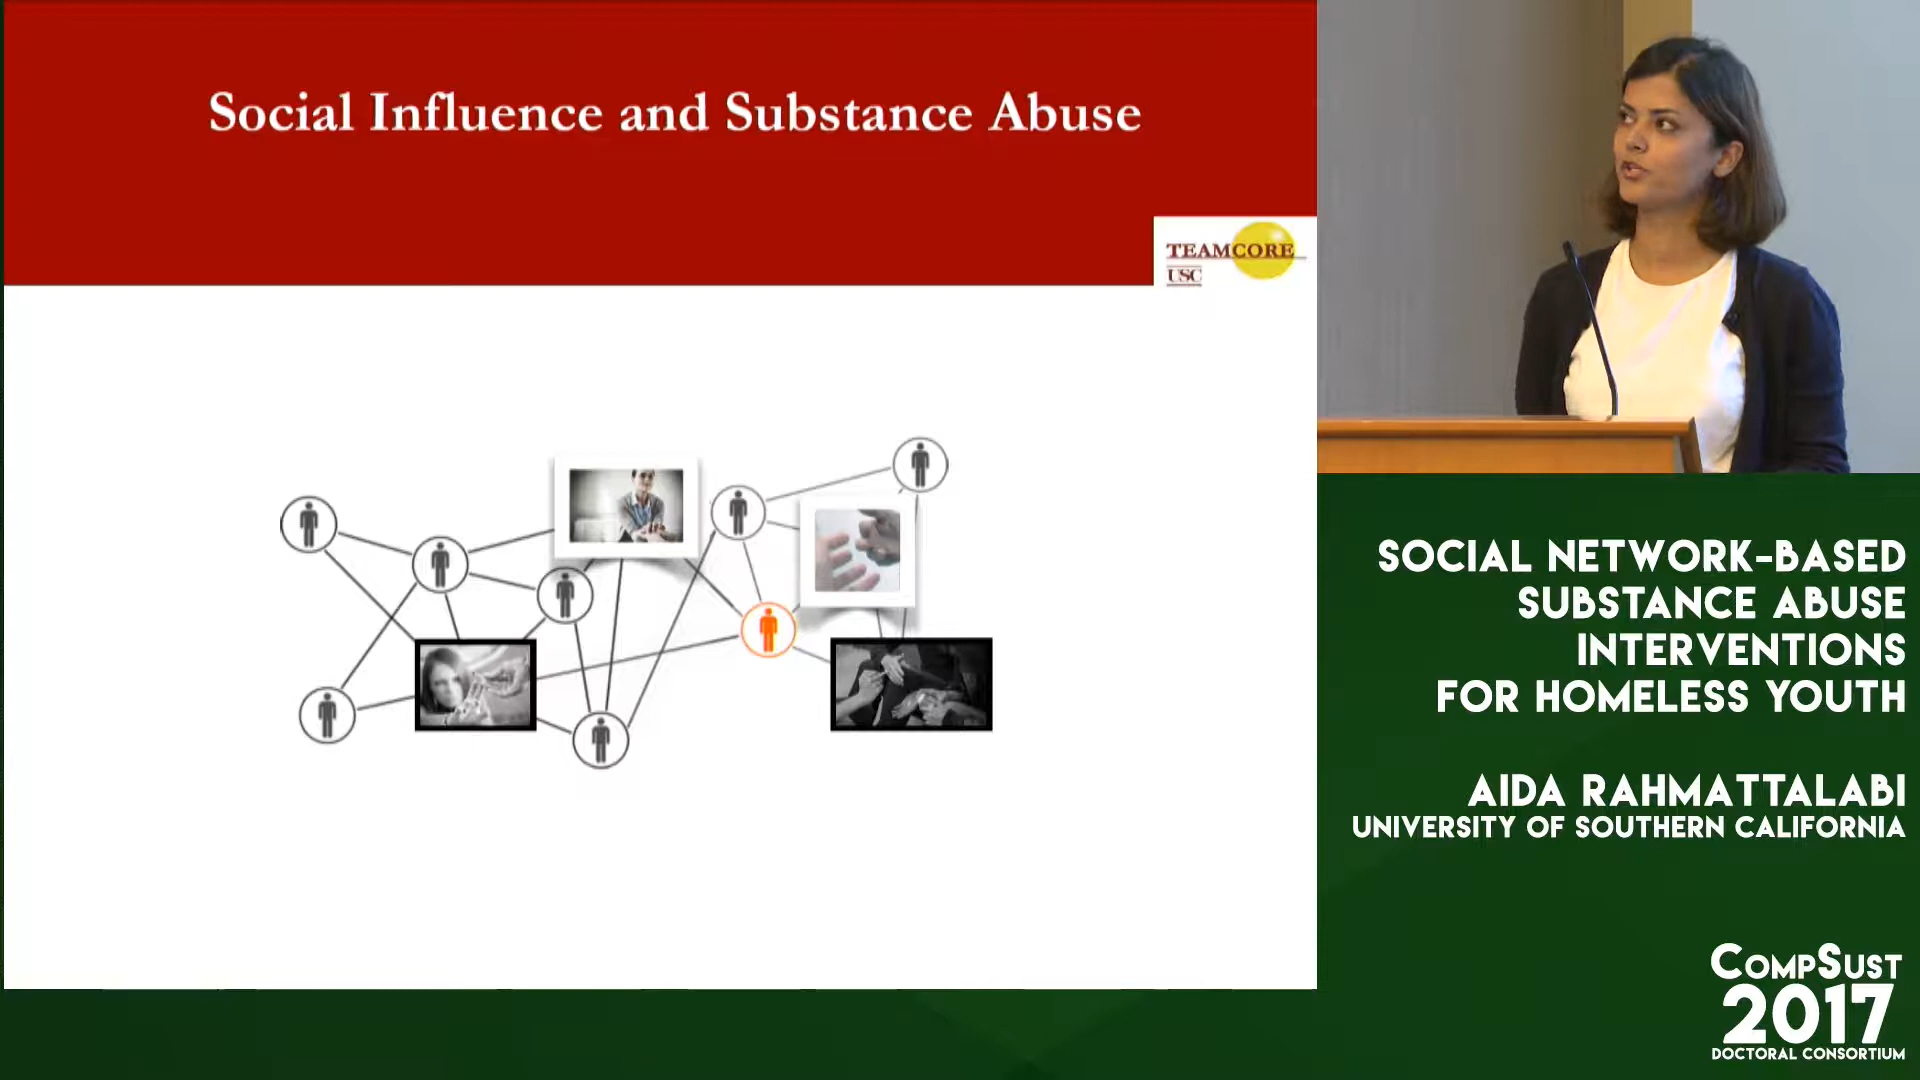 Social Influence and Substance Abuse
TEAMCORE
USC
SOCIAL NETWORK-BASED
SUBSTANCE ABUSE
INTERVENTIONS
FOR HOMELESS YOUTH
AIDA RAHMATTALABI
UNIVERSITY OF SOUTHERN CALIFORNIA
COMPSUST
2017
DOCTORAL CONSORTIUM